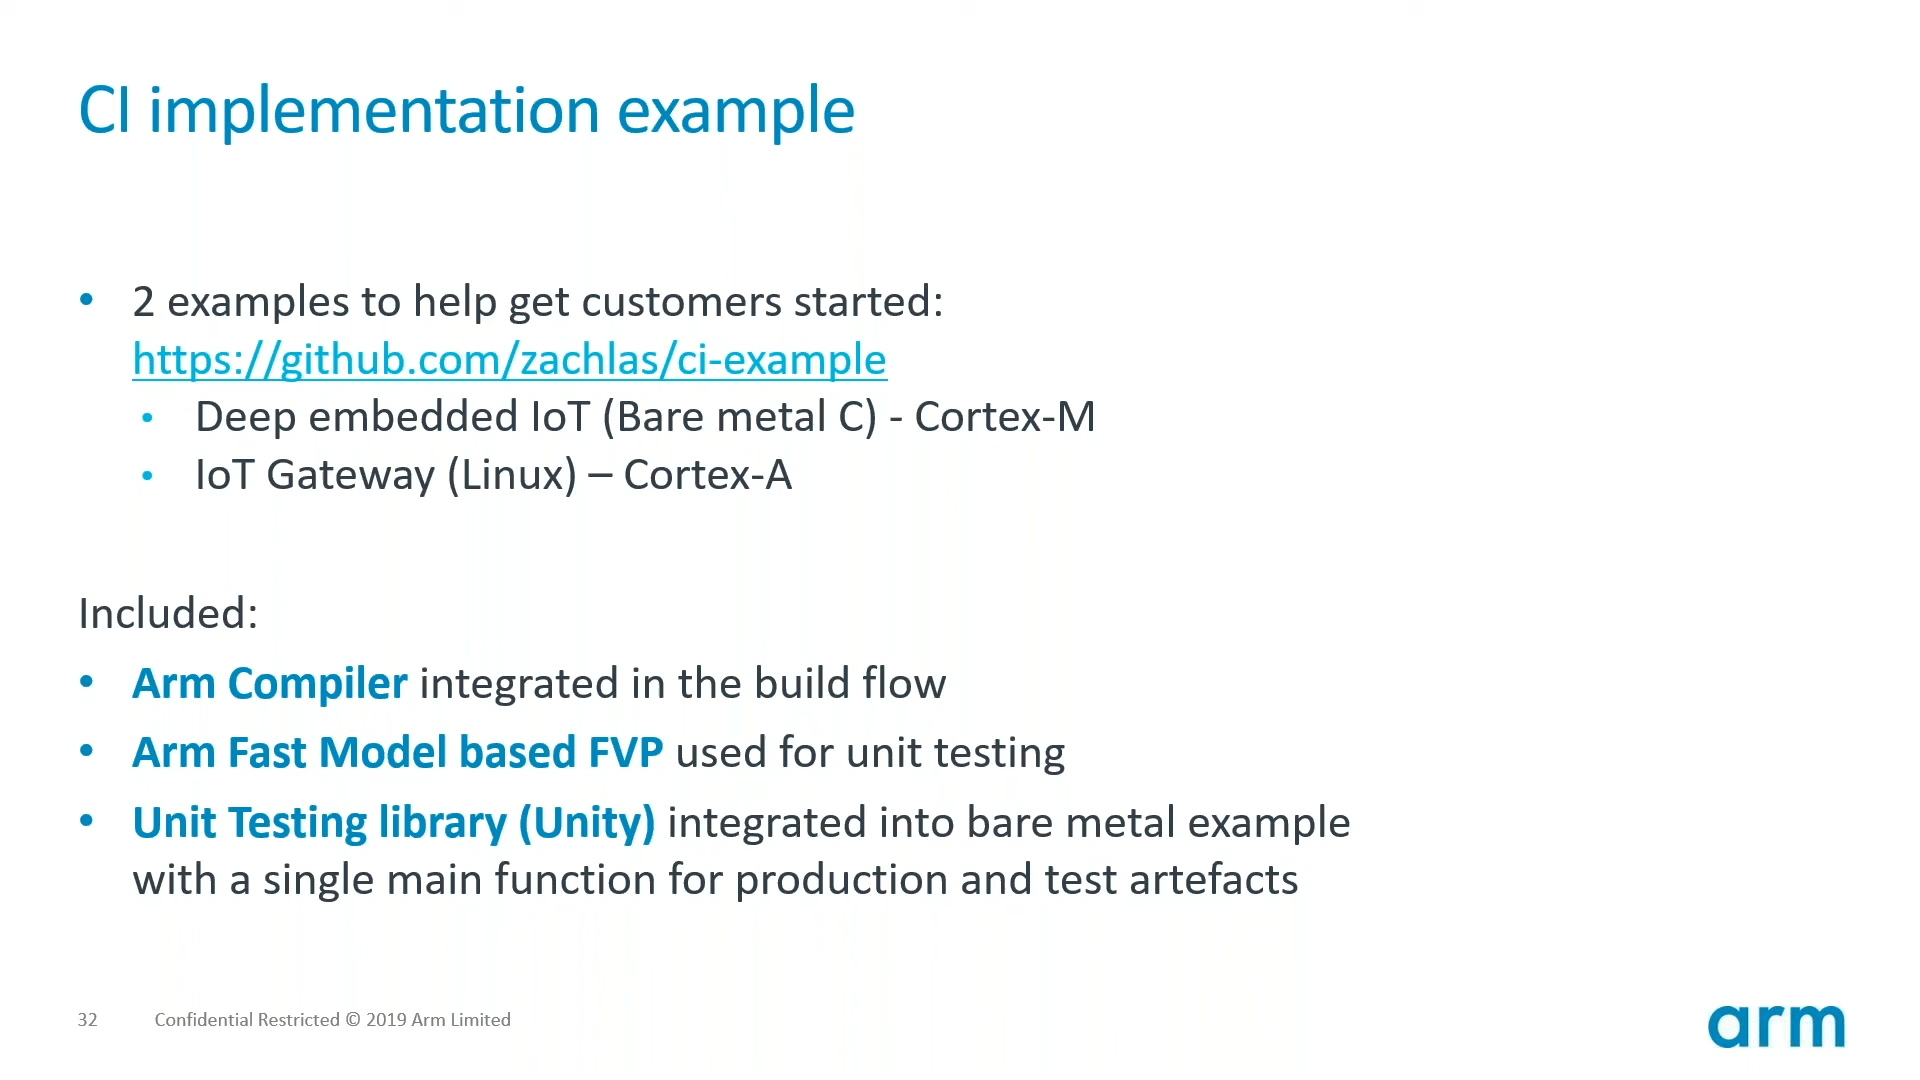 CI implementation example
• 2 examples to help get customers started:
https://github.com/zachlas/ci-example
• Deep embedded IoT (Bare metal C) - Cortex-M
• IoT Gateway (Linux) – Cortex-A
Included:
• Arm Compiler integrated in the build flow
• Arm Fast Model based FVP used for unit testing
• Unit Testing library (Unity) integrated into bare metal example
with a single main function for production and test artefacts
32 Confidential Restricted © 2019 Arm Limited
arm